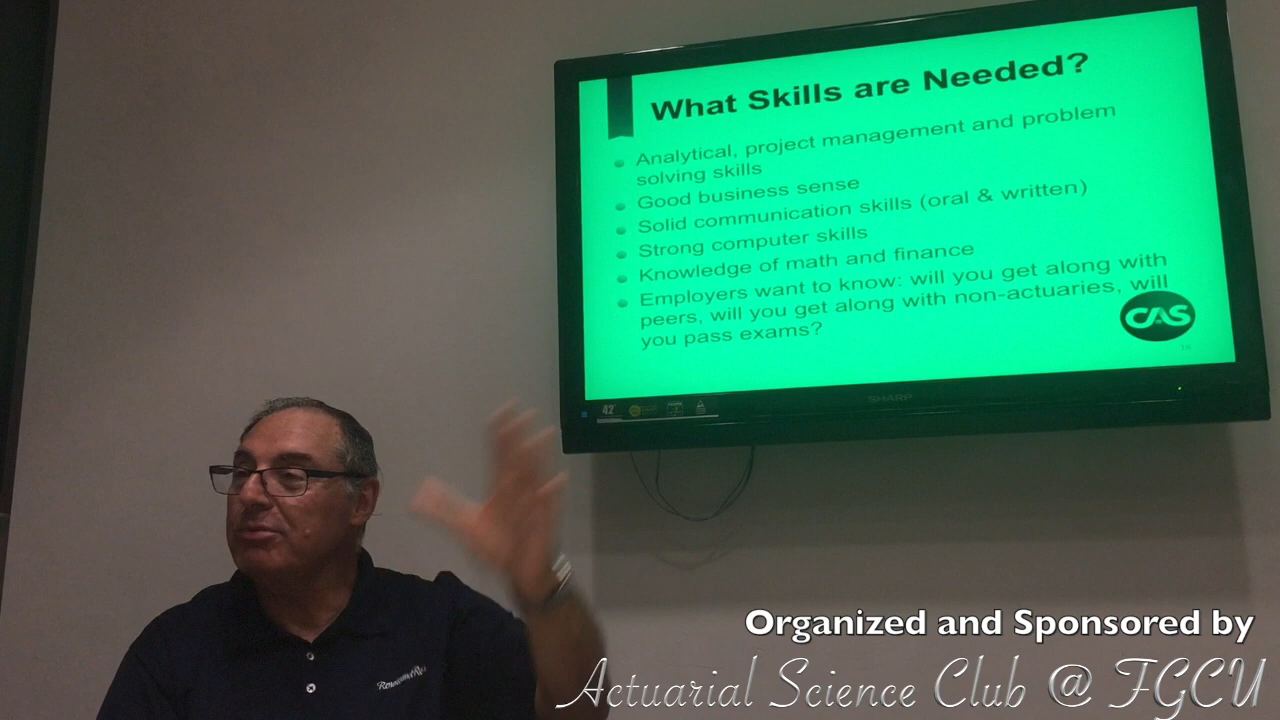 What Skills are Needed?
Analytical, project management and problem
solving skills
Good business sense
Solid communication skills (oral & written)
Strong computer skills
Knowledge of math and finance
Employers want to know: will you get along with
peers, will you get along with non-actuaries, will
you pass exams?
CAS
SHARP
42"
Organized and Sponsored by
Actuarial Science Club @ FGCU